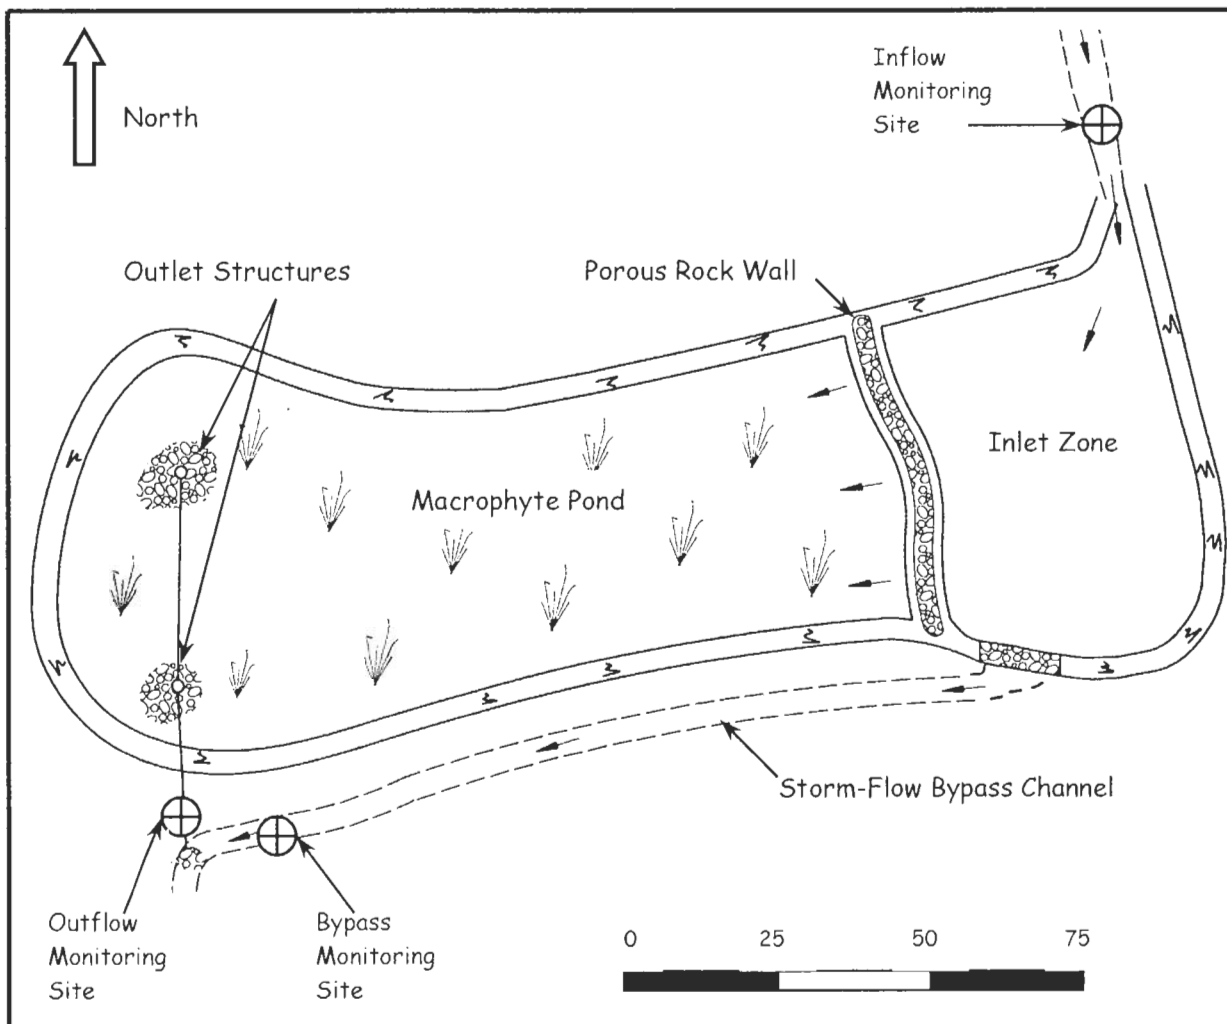 North
Inflow
Monitoring
Site
Outlet Structures
Porous Rock Wall
Inlet Zone
Macrophyte Pond
Storm-Flow Bypass Channel
Outflow
Monitoring
Site
Bypass
Monitoring
Site
0 25 50 75